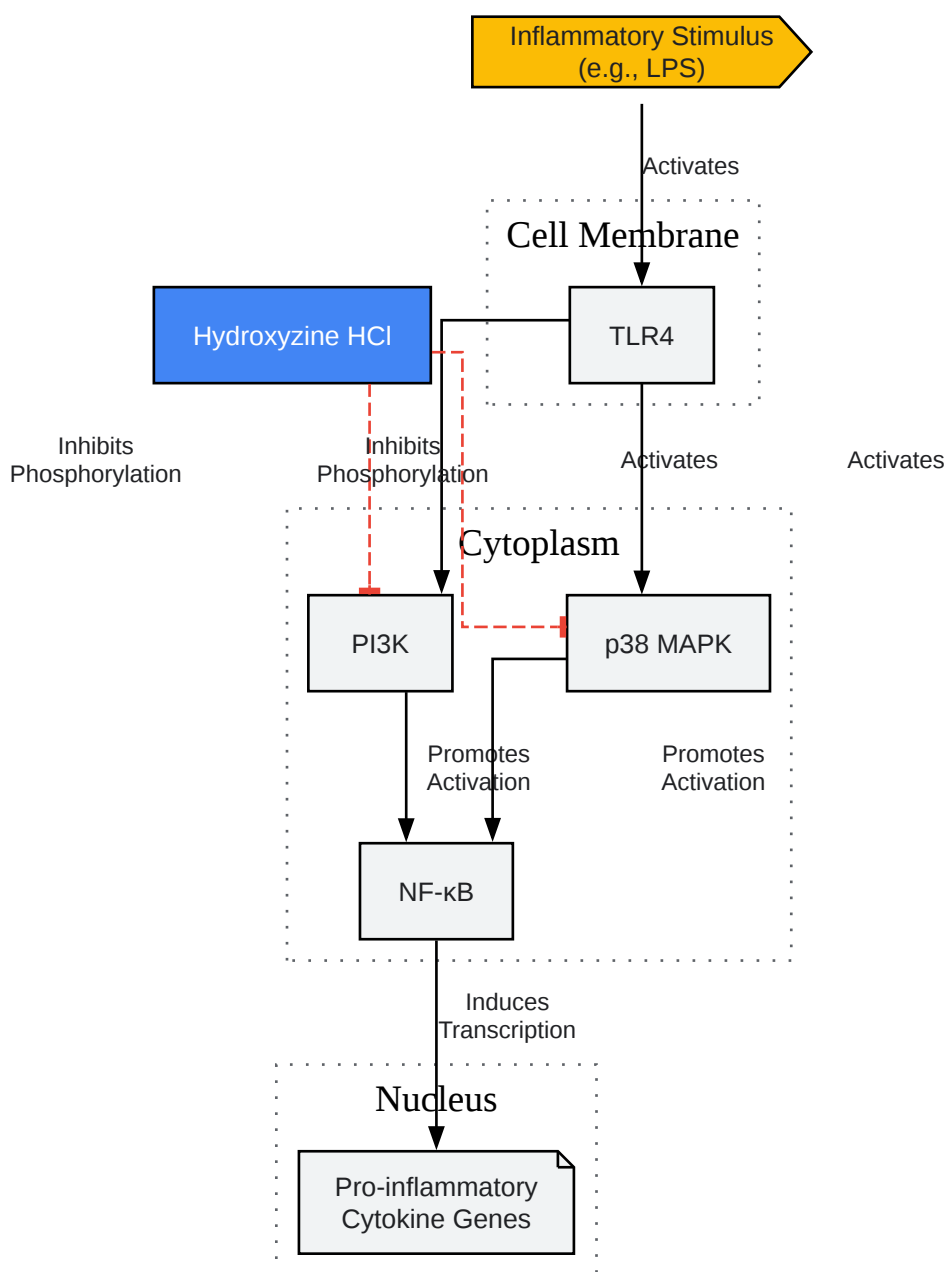 Inflammatory Stimulus
(e.g., LPS)
Activates
Cell Membrane
Hydroxyzine HCl
TLR4
Inhibits
Phosphorylation
Inhibits
Phosphorylation
Activates
Activates
Cytoplasm
PI3K
p38 MAPK
Promotes
Activation
Promotes
Activation
NF-κB
Induces
Transcription
Nucleus
Pro-inflammatory
Cytokine Genes